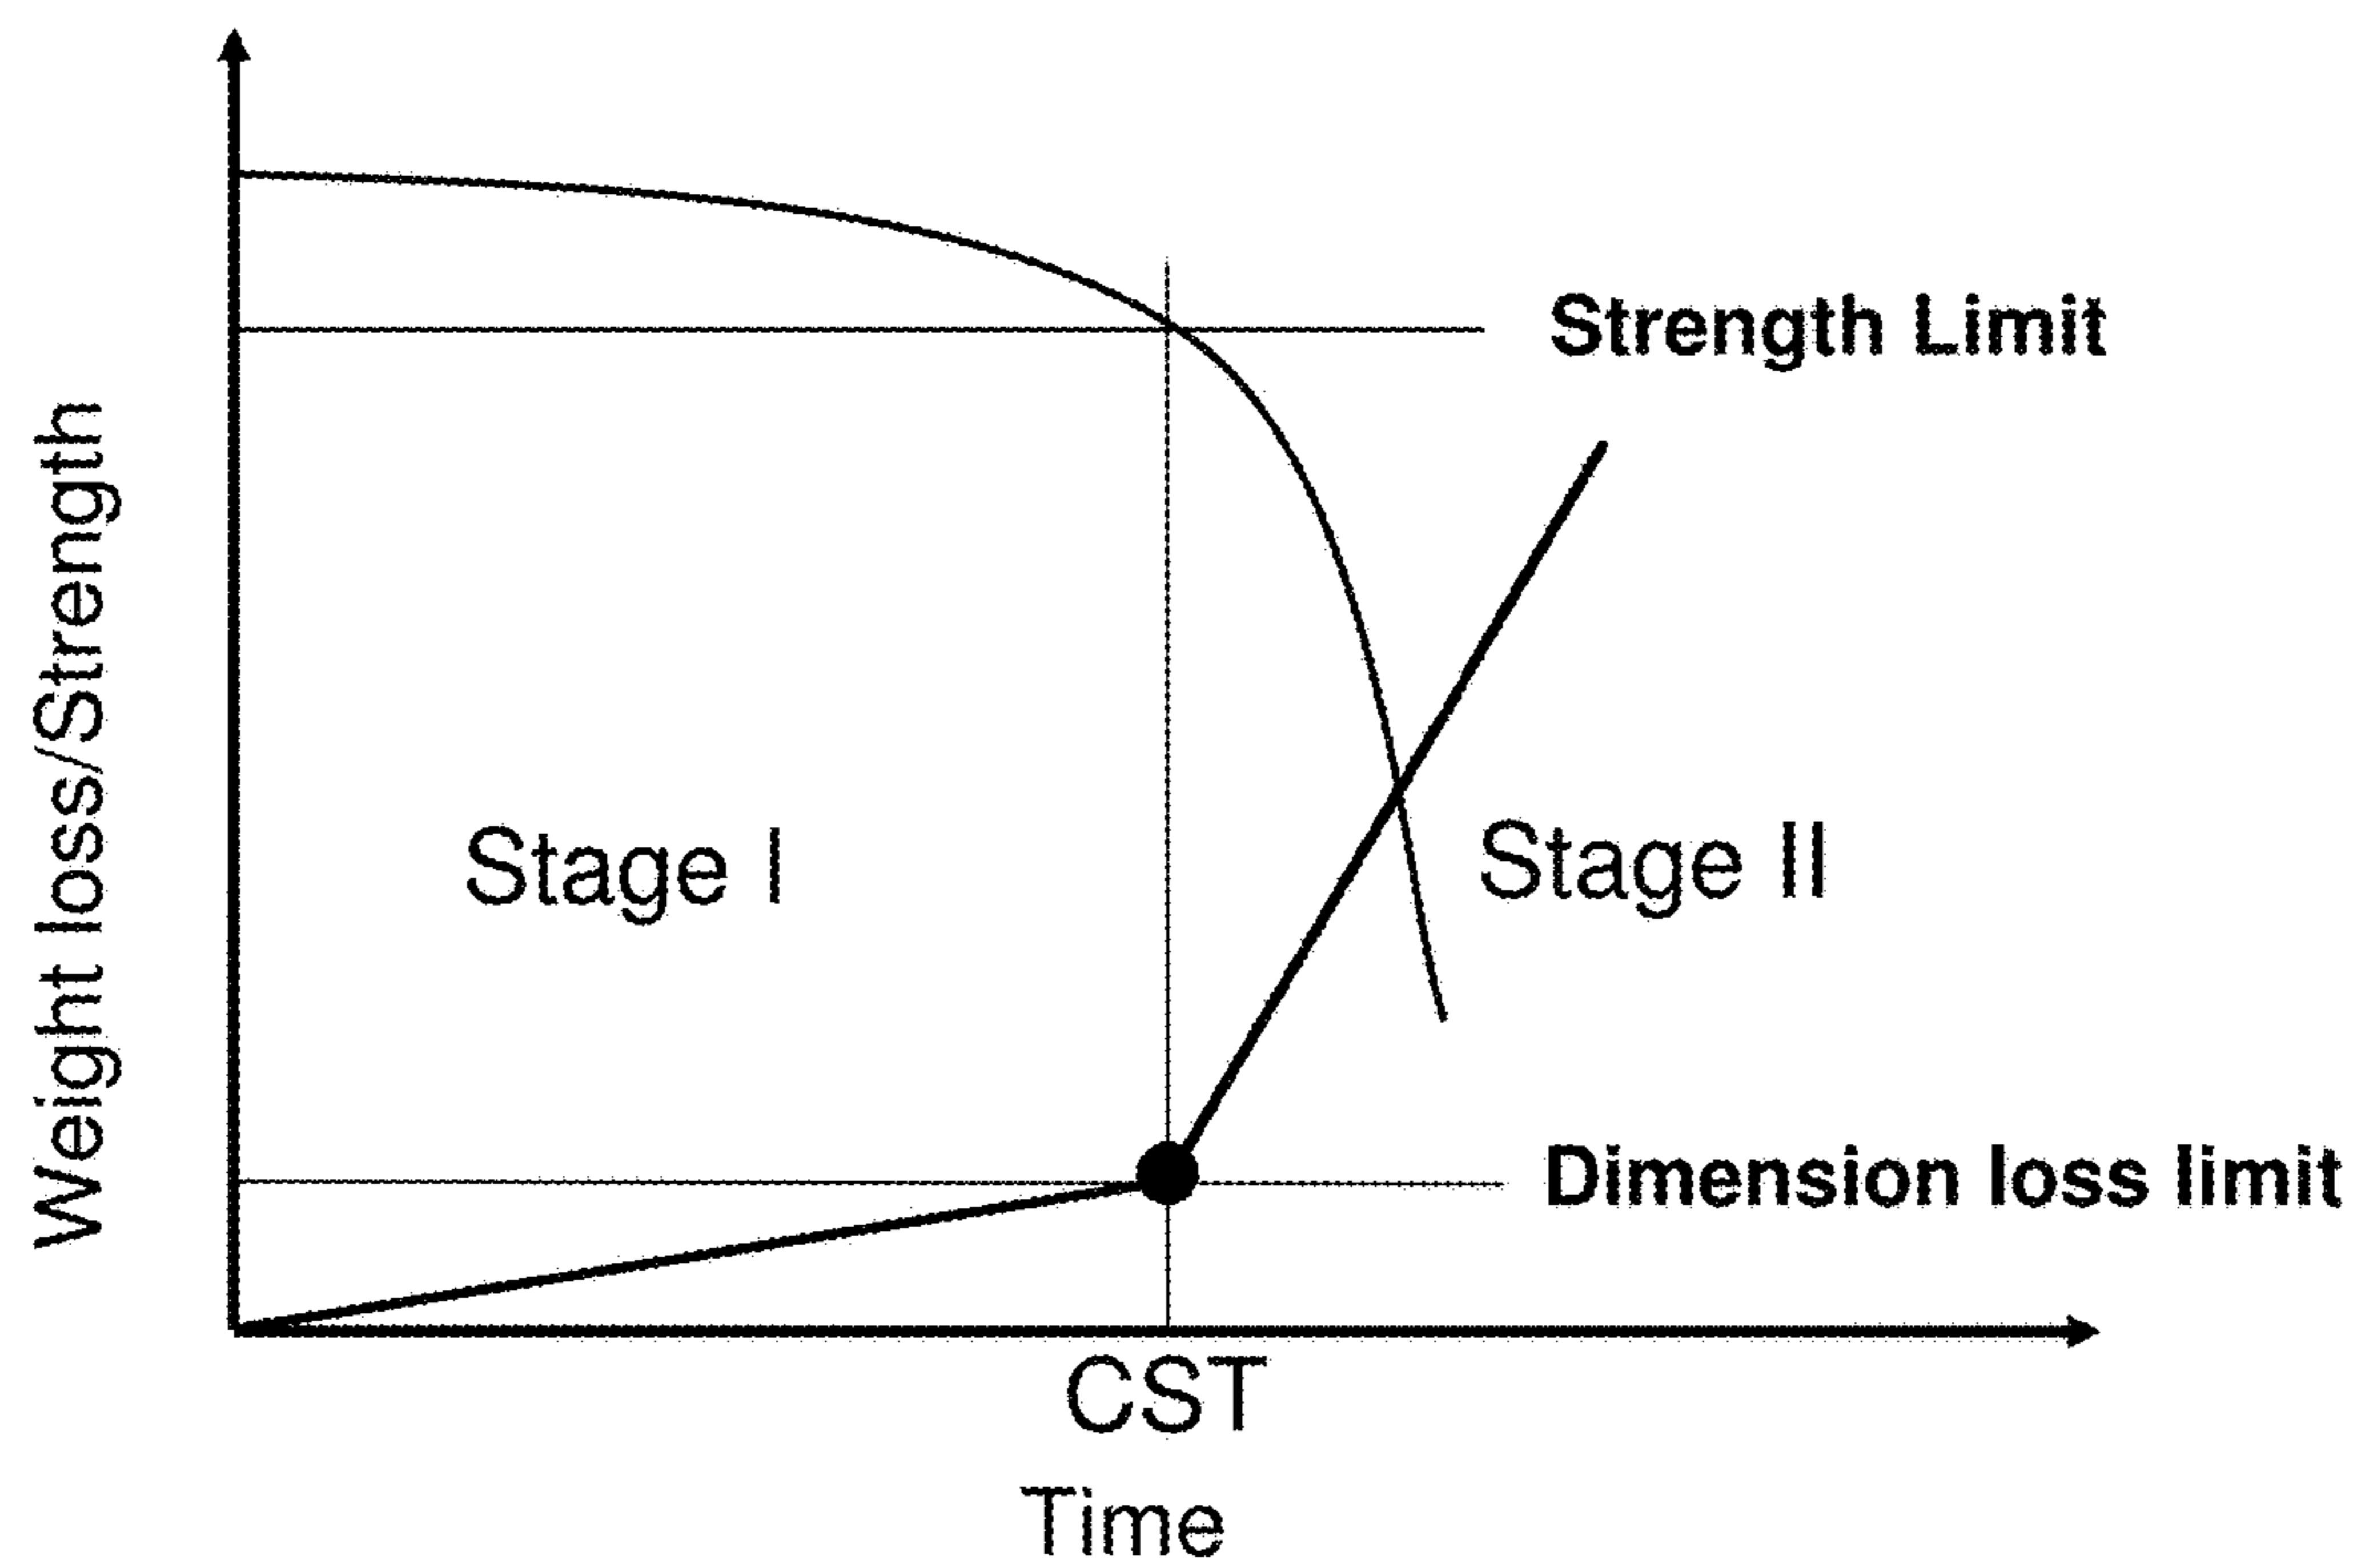 Weight loss/Strength
Strength Limit
Stage I
Stage II
Dimension loss limit
CST
Time